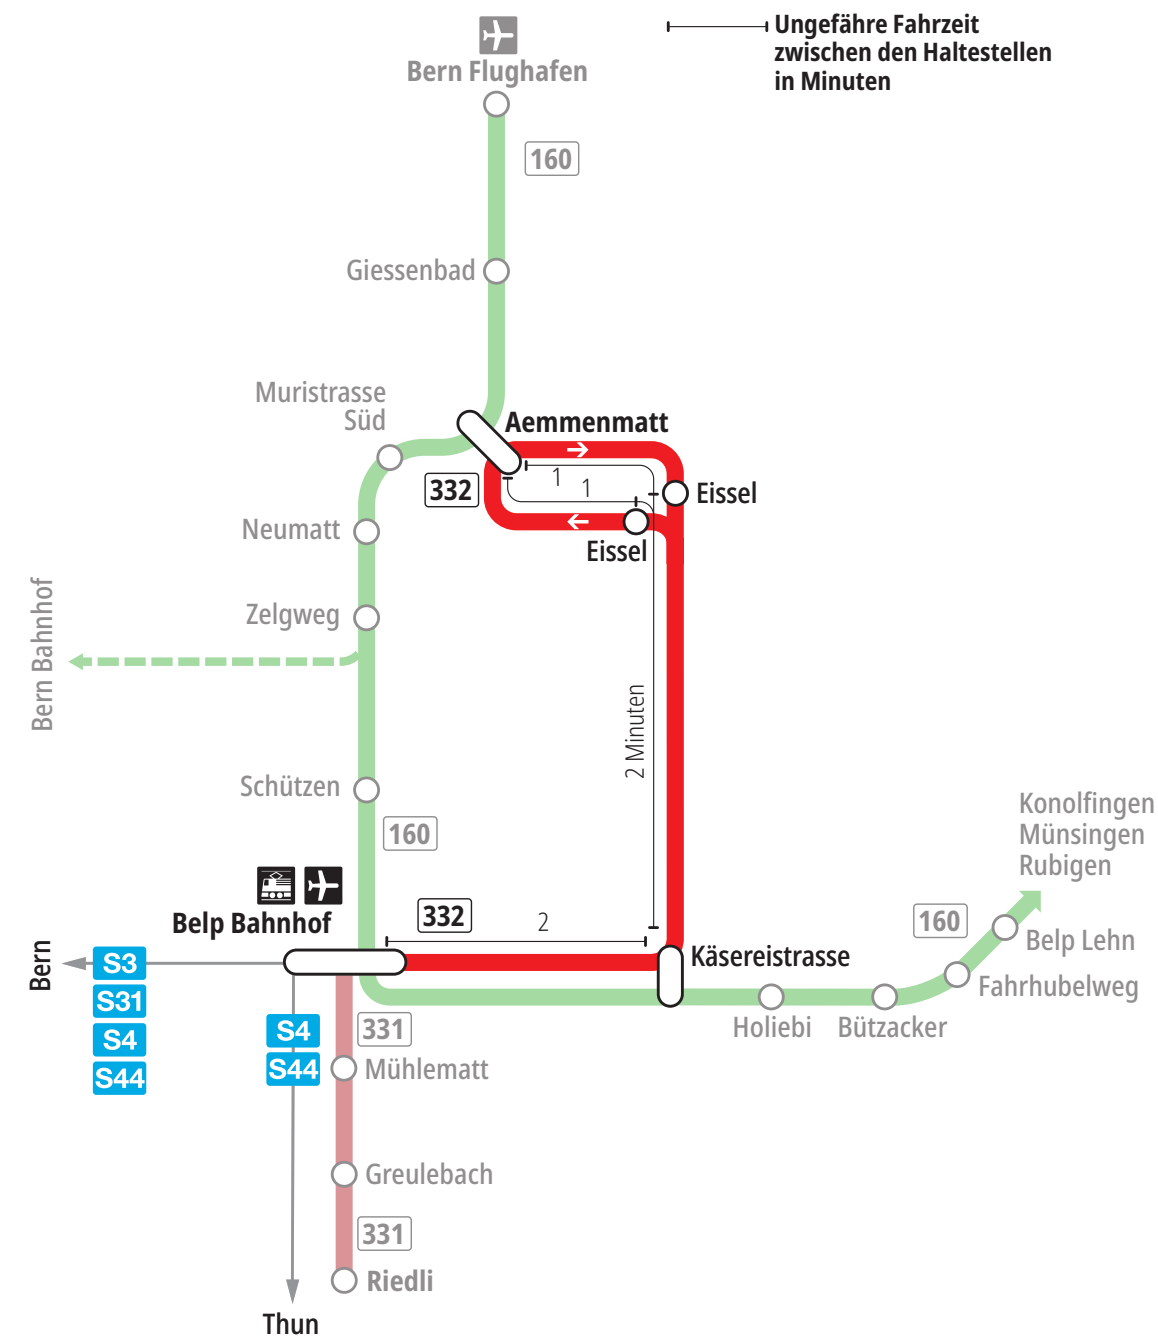 Ungefähre Fahrzeit
zwischen den Haltestellen
in Minuten
Bern Flughafen
160
Giessenbad
Muristrasse
Süd
Aemmenmatt
332
1
1
Eissel
Eissel
Neumatt
Zelgweg
Bern Bahnhof
2 Minuten
Schützen
160
Konolfingen
Münsingen
Rubigen
Belp Bahnhof
332
2
160
Belp Lehn
Käsereistrasse
Fahrhubelweg
Bern
S3
S31
S4
S44
S4
S44
331
Holiebi
Bützacker
Mühlematt
Greulebach
331
Riedli
Thun